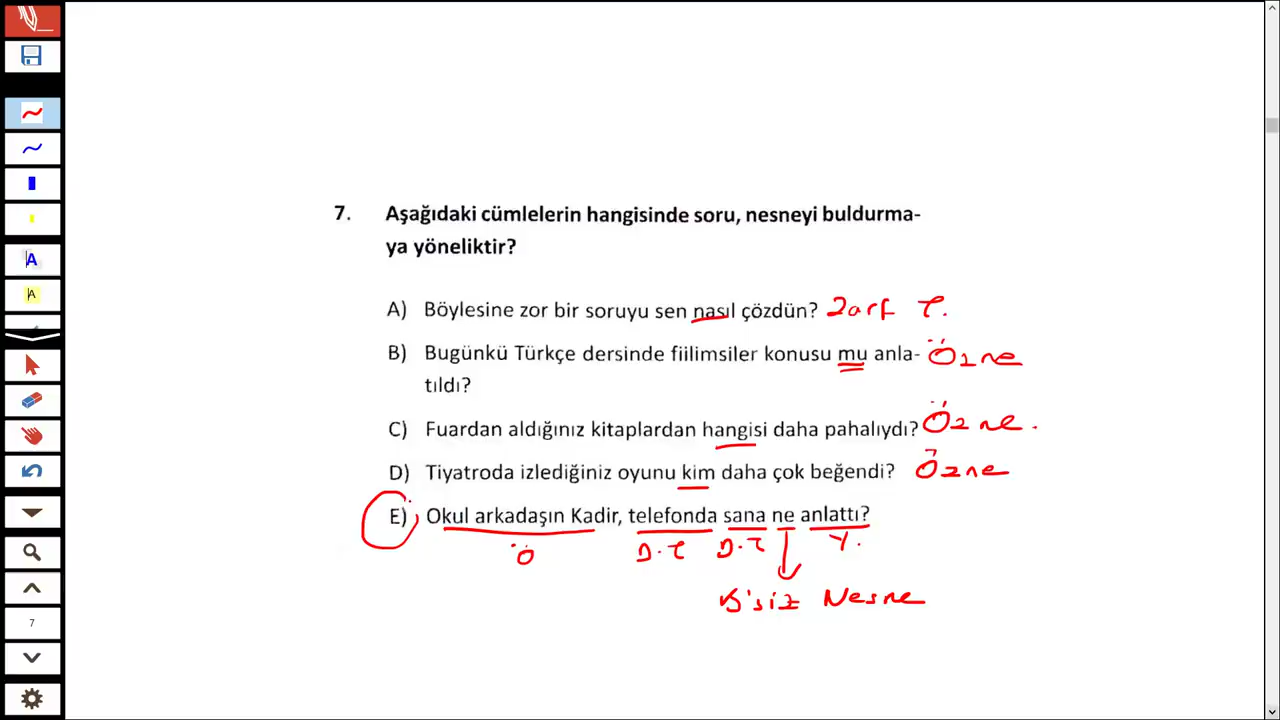 7. Aşağıdaki cümlelerin hangisinde soru, nesneyi buldurma-
ya yöneliktir?
A) Böylesine zor bir soruyu sen nasıl çözdün? Zarf T.
B) Bugünkü Türkçe dersinde fiilimsiler konusu mu anla- Özne
tıldı?
C) Fuardan aldığınız kitaplardan hangisi daha pahalıydı? Özne.
D) Tiyatroda izlediğiniz oyunu kim daha çok beğendi? Özne
E) Okul arkadaşın Kadir, telefonda sana ne anlattı?
Ö D.T D.T Y.
B'siz Nesne
A
A
7